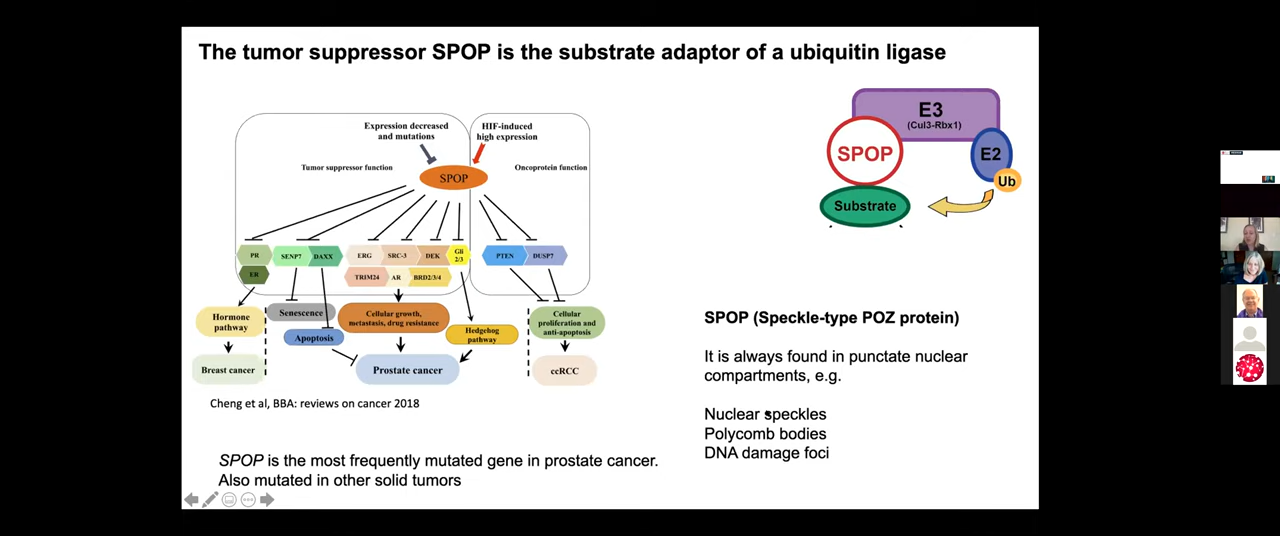 The tumor suppressor SPOP is the substrate adaptor of a ubiquitin ligase
Expression decreased
and mutations
HIF-induced
high expression
Tumor suppressor function
Oncoprotein function
SPOP
PR
SENP7
DAXX
ERG
SRC-3
DEK
Gli
2/3
PTEN
DUSP7
ER
TRIM24
AR
BRD2/3/4
Hormone
pathway
Senescence
Cellular growth,
metastasis, drug resistance
Cellular
proliferation and
anti-apoptosis
Apoptosis
Hedgehog
pathway
Breast cancer
Prostate cancer
ccRCC
Cheng et al, BBA: reviews on cancer 2018
SPOP is the most frequently mutated gene in prostate cancer.
Also mutated in other solid tumors
E3
(Cul3-Rbx1)
SPOP
E2
Ub
Substrate
SPOP (Speckle-type POZ protein)
It is always found in punctate nuclear
compartments, e.g.
Nuclear speckles
Polycomb bodies
DNA damage foci